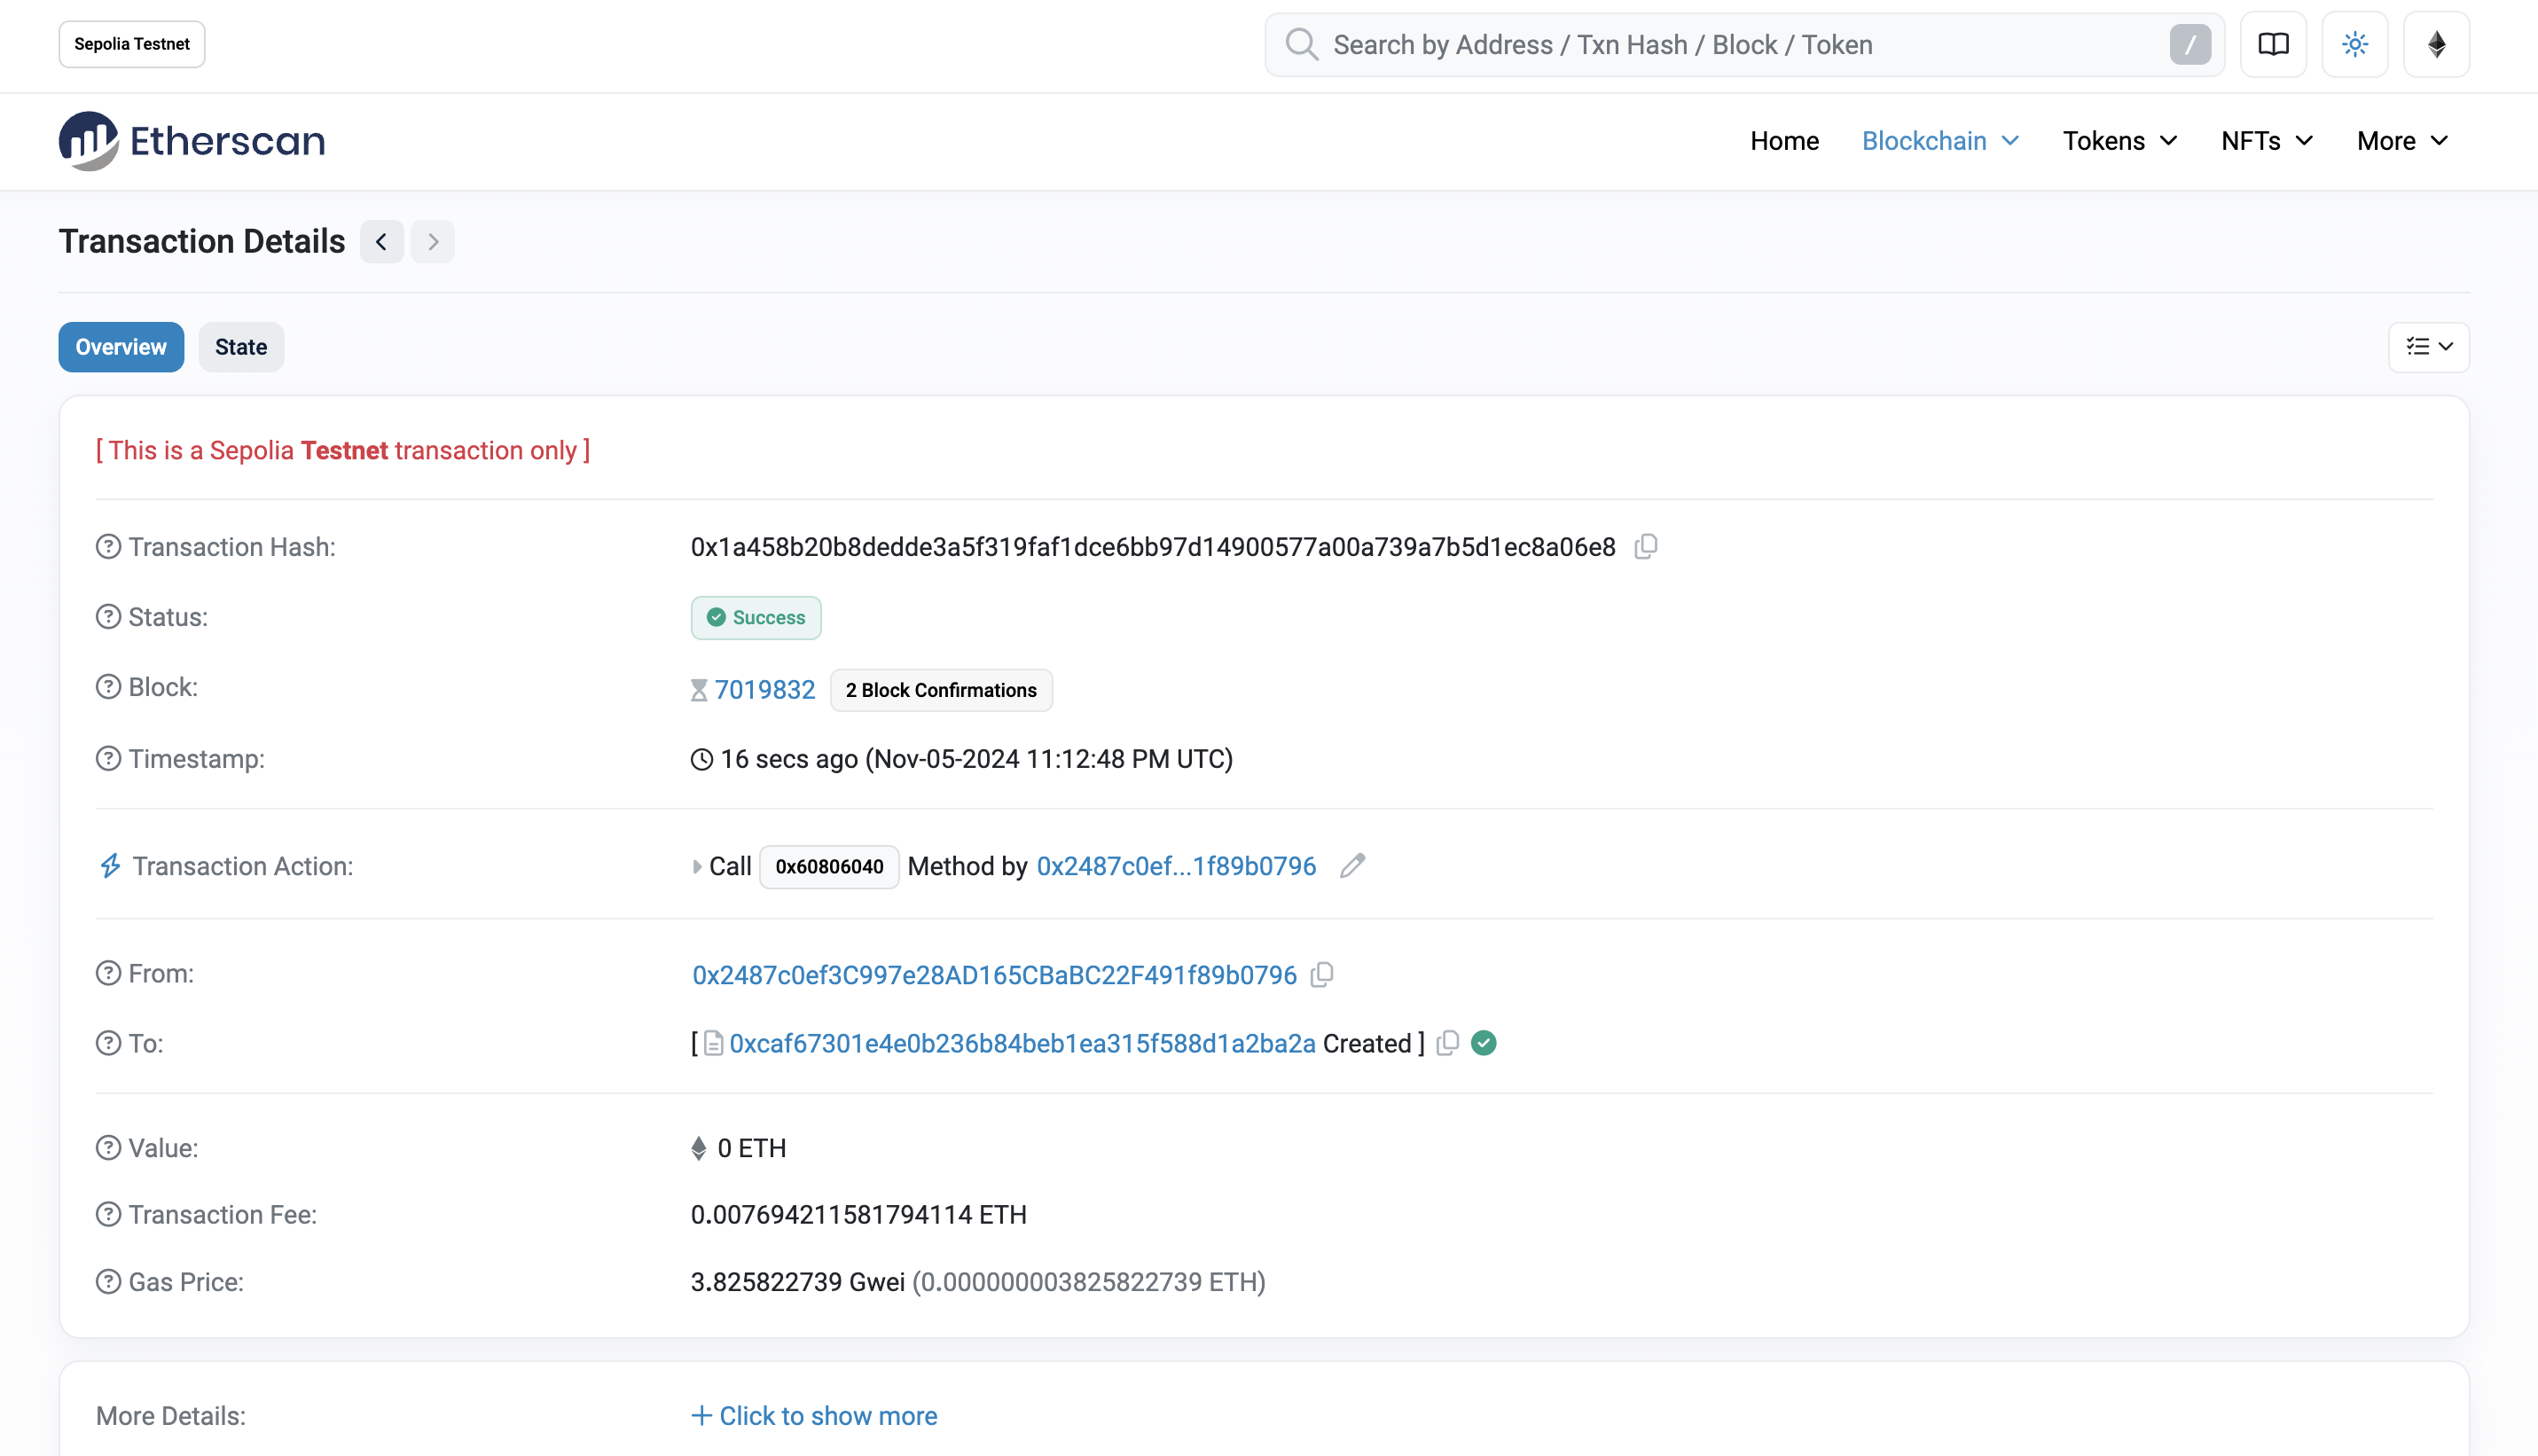 Sepolia Testnet
Search by Address / Txn Hash / Block / Token /
Etherscan
Home Blockchain Tokens NFTs More
Transaction Details
Overview State
[ This is a Sepolia Testnet transaction only ]
Transaction Hash: 0x1a458b20b8dedde3a5f319faf1dce6bb97d14900577a00a739a7b5d1ec8a06e8
Status: Success
Block: 7019832 2 Block Confirmations
Timestamp: 16 secs ago (Nov-05-2024 11:12:48 PM UTC)
Transaction Action: Call 0x60806040 Method by 0x2487c0ef...1f89b0796
From: 0x2487c0ef3C997e28AD165CBaBC22F491f89b0796
To: [ 0xcaf67301e4e0b236b84beb1ea315f588d1a2ba2a Created ]
Value: 0 ETH
Transaction Fee: 0.007694211581794114 ETH
Gas Price: 3.825822739 Gwei (0.000000003825822739 ETH)
More Details: + Click to show more